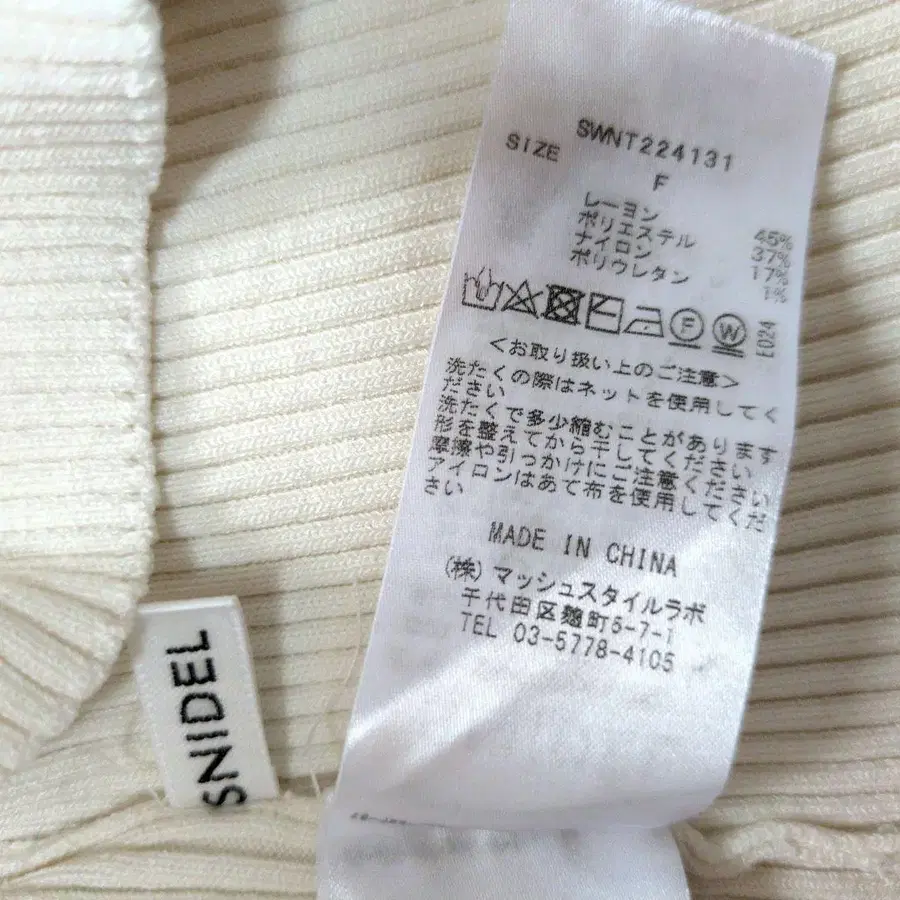 SWNT224131
SIZE F
レーヨン 45%
ポリエステル 37%
ナイロン 17%
ポリウレタン 1%
F W E024
<お取り扱い上のご注意>
洗たくの際はネットを使用してく
ださい
洗たくで多少縮むことがあります
形を整えてから干してください
摩擦や引っかけにご注意ください
アイロンはあて布を使用してくだ
さい
MADE IN CHINA
(株) マッシュスタイルラボ
千代田区麹町5-7-1
TEL 03-5778-4105
SNIDEL